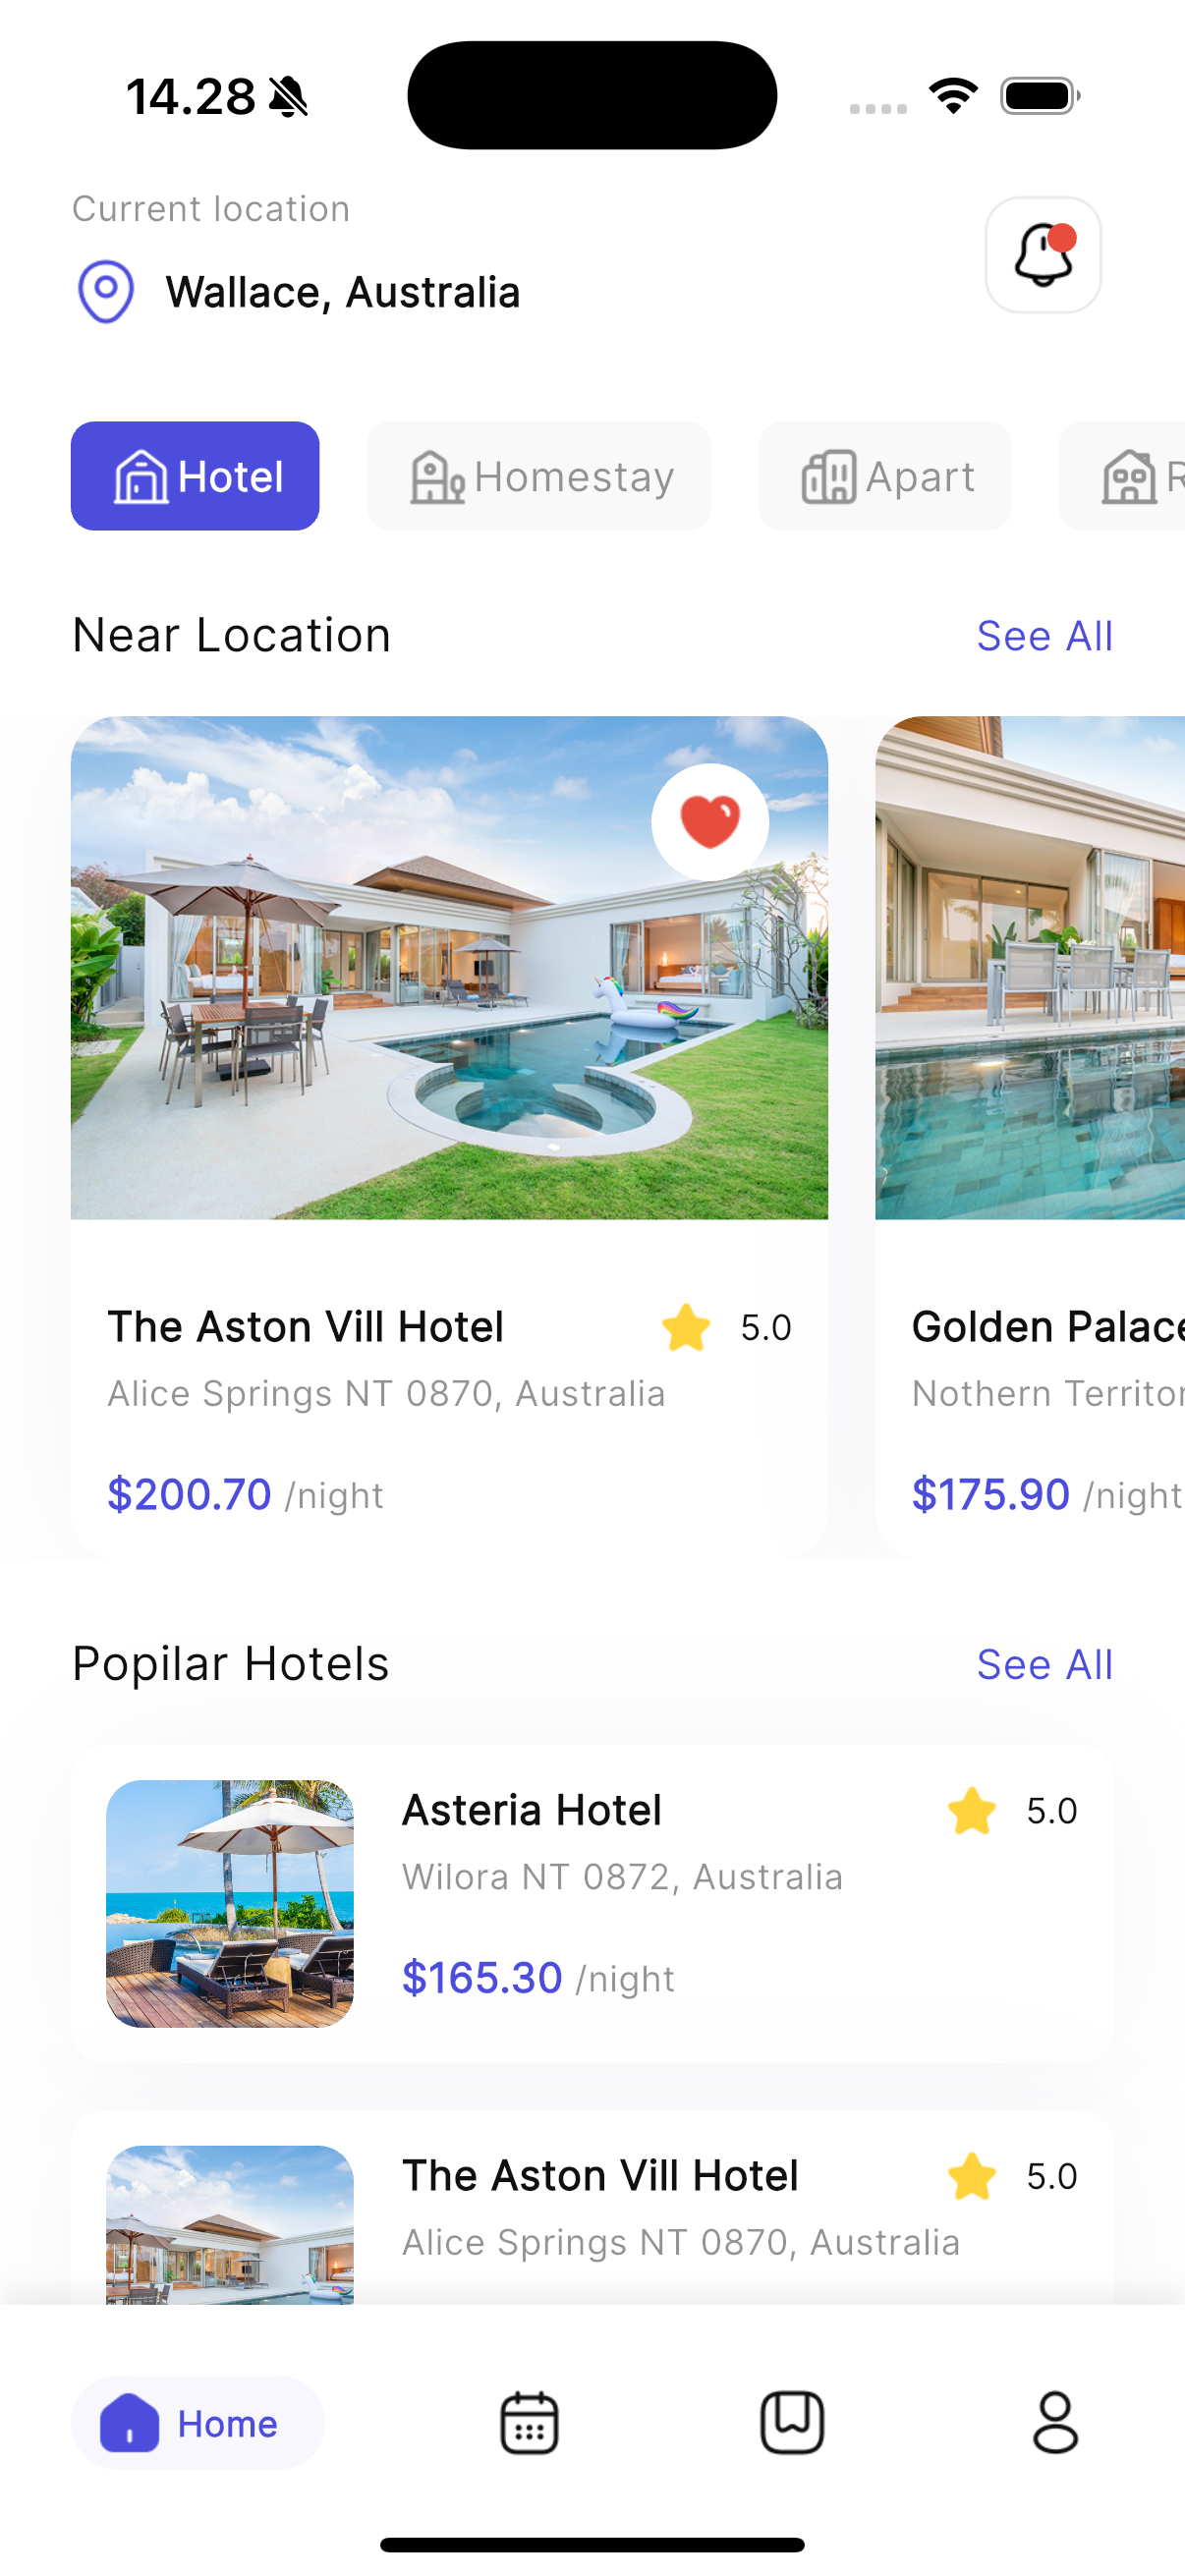 14.28
Current location
Wallace, Australia
Hotel Homestay Apart R
Near Location See All
The Aston Vill Hotel 5.0
Alice Springs NT 0870, Australia
$200.70 /night
Golden Palace
Nothern Territor
$175.90 /night
Popilar Hotels See All
Asteria Hotel 5.0
Wilora NT 0872, Australia
$165.30 /night
The Aston Vill Hotel 5.0
Alice Springs NT 0870, Australia
Home